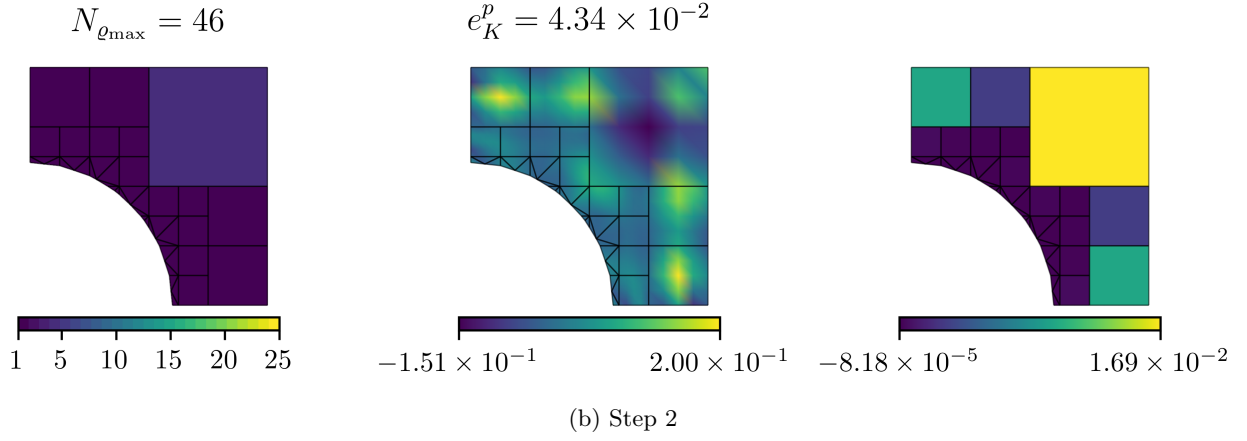 N_{ϱ_max} = 46
e_K^p = 4.34 × 10^{-2}
1 5 10 15 20 25
−1.51 × 10^{-1} 2.00 × 10^{-1}
−8.18 × 10^{-5} 1.69 × 10^{-2}
(b) Step 2